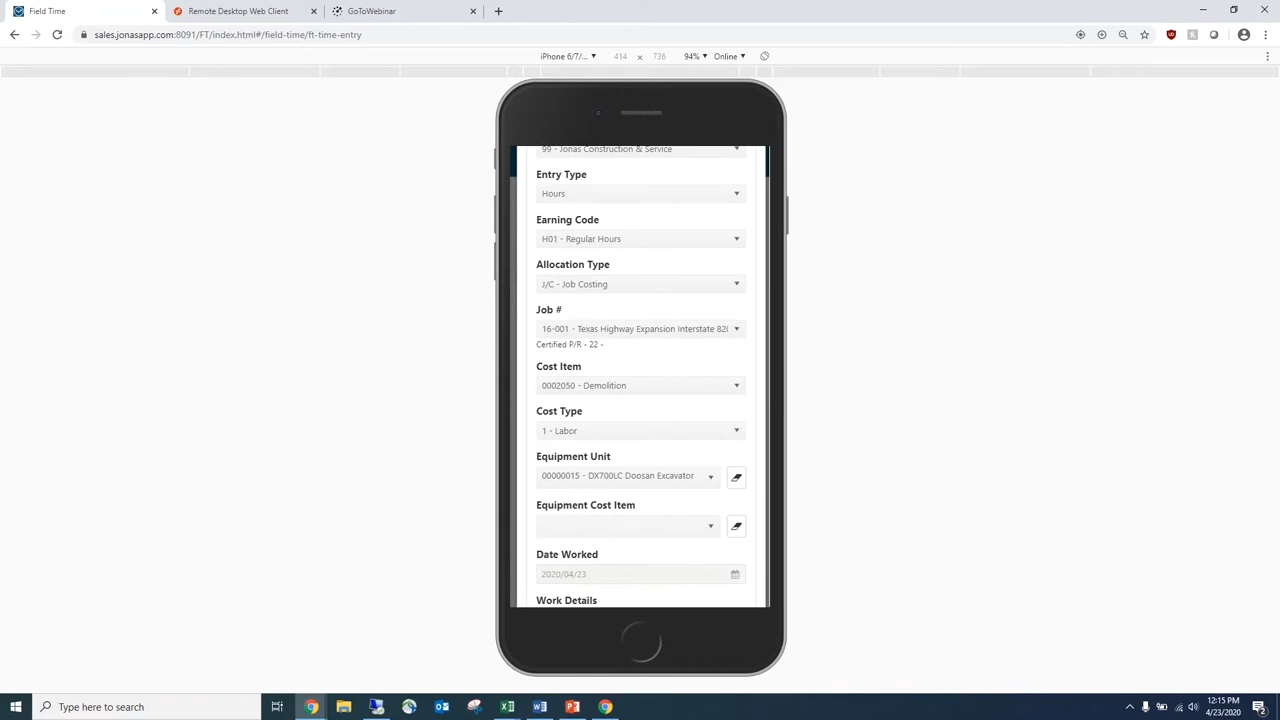 Field Time
Remote Desktop Web Client
GoToWebinar
sales.jonasapp.com:8091/FT/index.html#/field-time/ft-time-entry
iPhone 6/7/... 414 x 736 94% Online
99 - Jonas Construction & Service
Entry Type
Hours
Earning Code
H01 - Regular Hours
Allocation Type
J/C - Job Costing
Job #
16-001 - Texas Highway Expansion Interstate 820
Certified P/R - 22 -
Cost Item
0002050 - Demolition
Cost Type
1 - Labor
Equipment Unit
00000015 - DX700LC Doosan Excavator
Equipment Cost Item
Date Worked
2020/04/23
Work Details
Type here to search
12:15 PM
4/23/2020
2